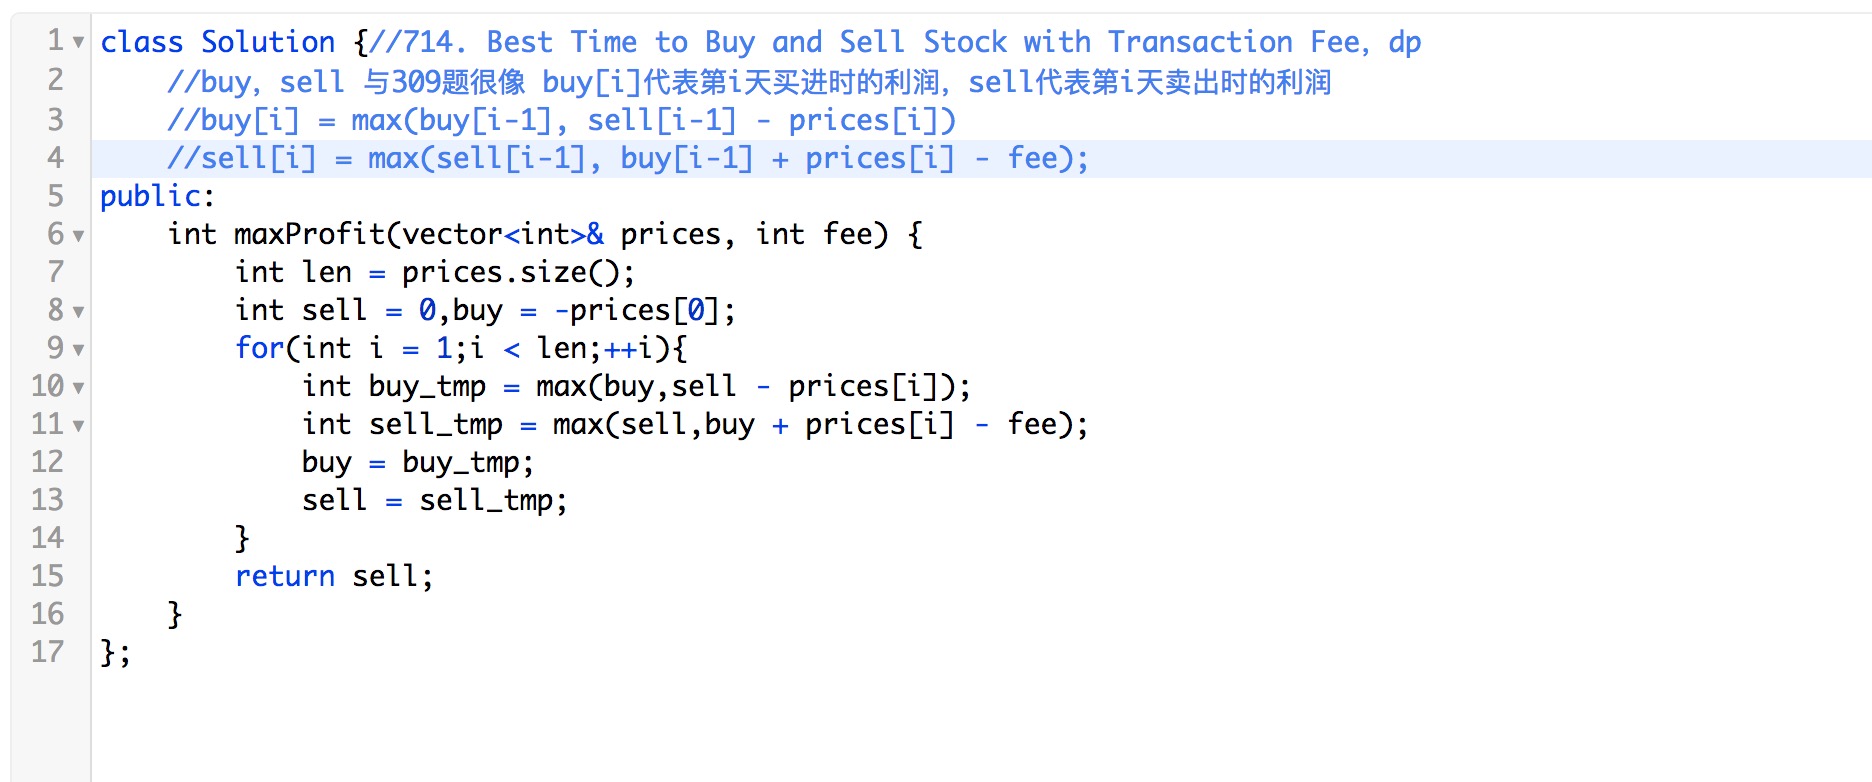 1 class Solution {//714. Best Time to Buy and Sell Stock with Transaction Fee, dp
2 //buy, sell 与309题很像 buy[i]代表第i天买进时的利润，sell代表第i天卖出时的利润
3 //buy[i] = max(buy[i-1], sell[i-1] - prices[i])
4 //sell[i] = max(sell[i-1], buy[i-1] + prices[i] - fee);
5 public:
6 int maxProfit(vector<int>& prices, int fee) {
7 int len = prices.size();
8 int sell = 0,buy = -prices[0];
9 for(int i = 1;i < len;++i){
10 int buy_tmp = max(buy,sell - prices[i]);
11 int sell_tmp = max(sell,buy + prices[i] - fee);
12 buy = buy_tmp;
13 sell = sell_tmp;
14 }
15 return sell;
16 }
17 };